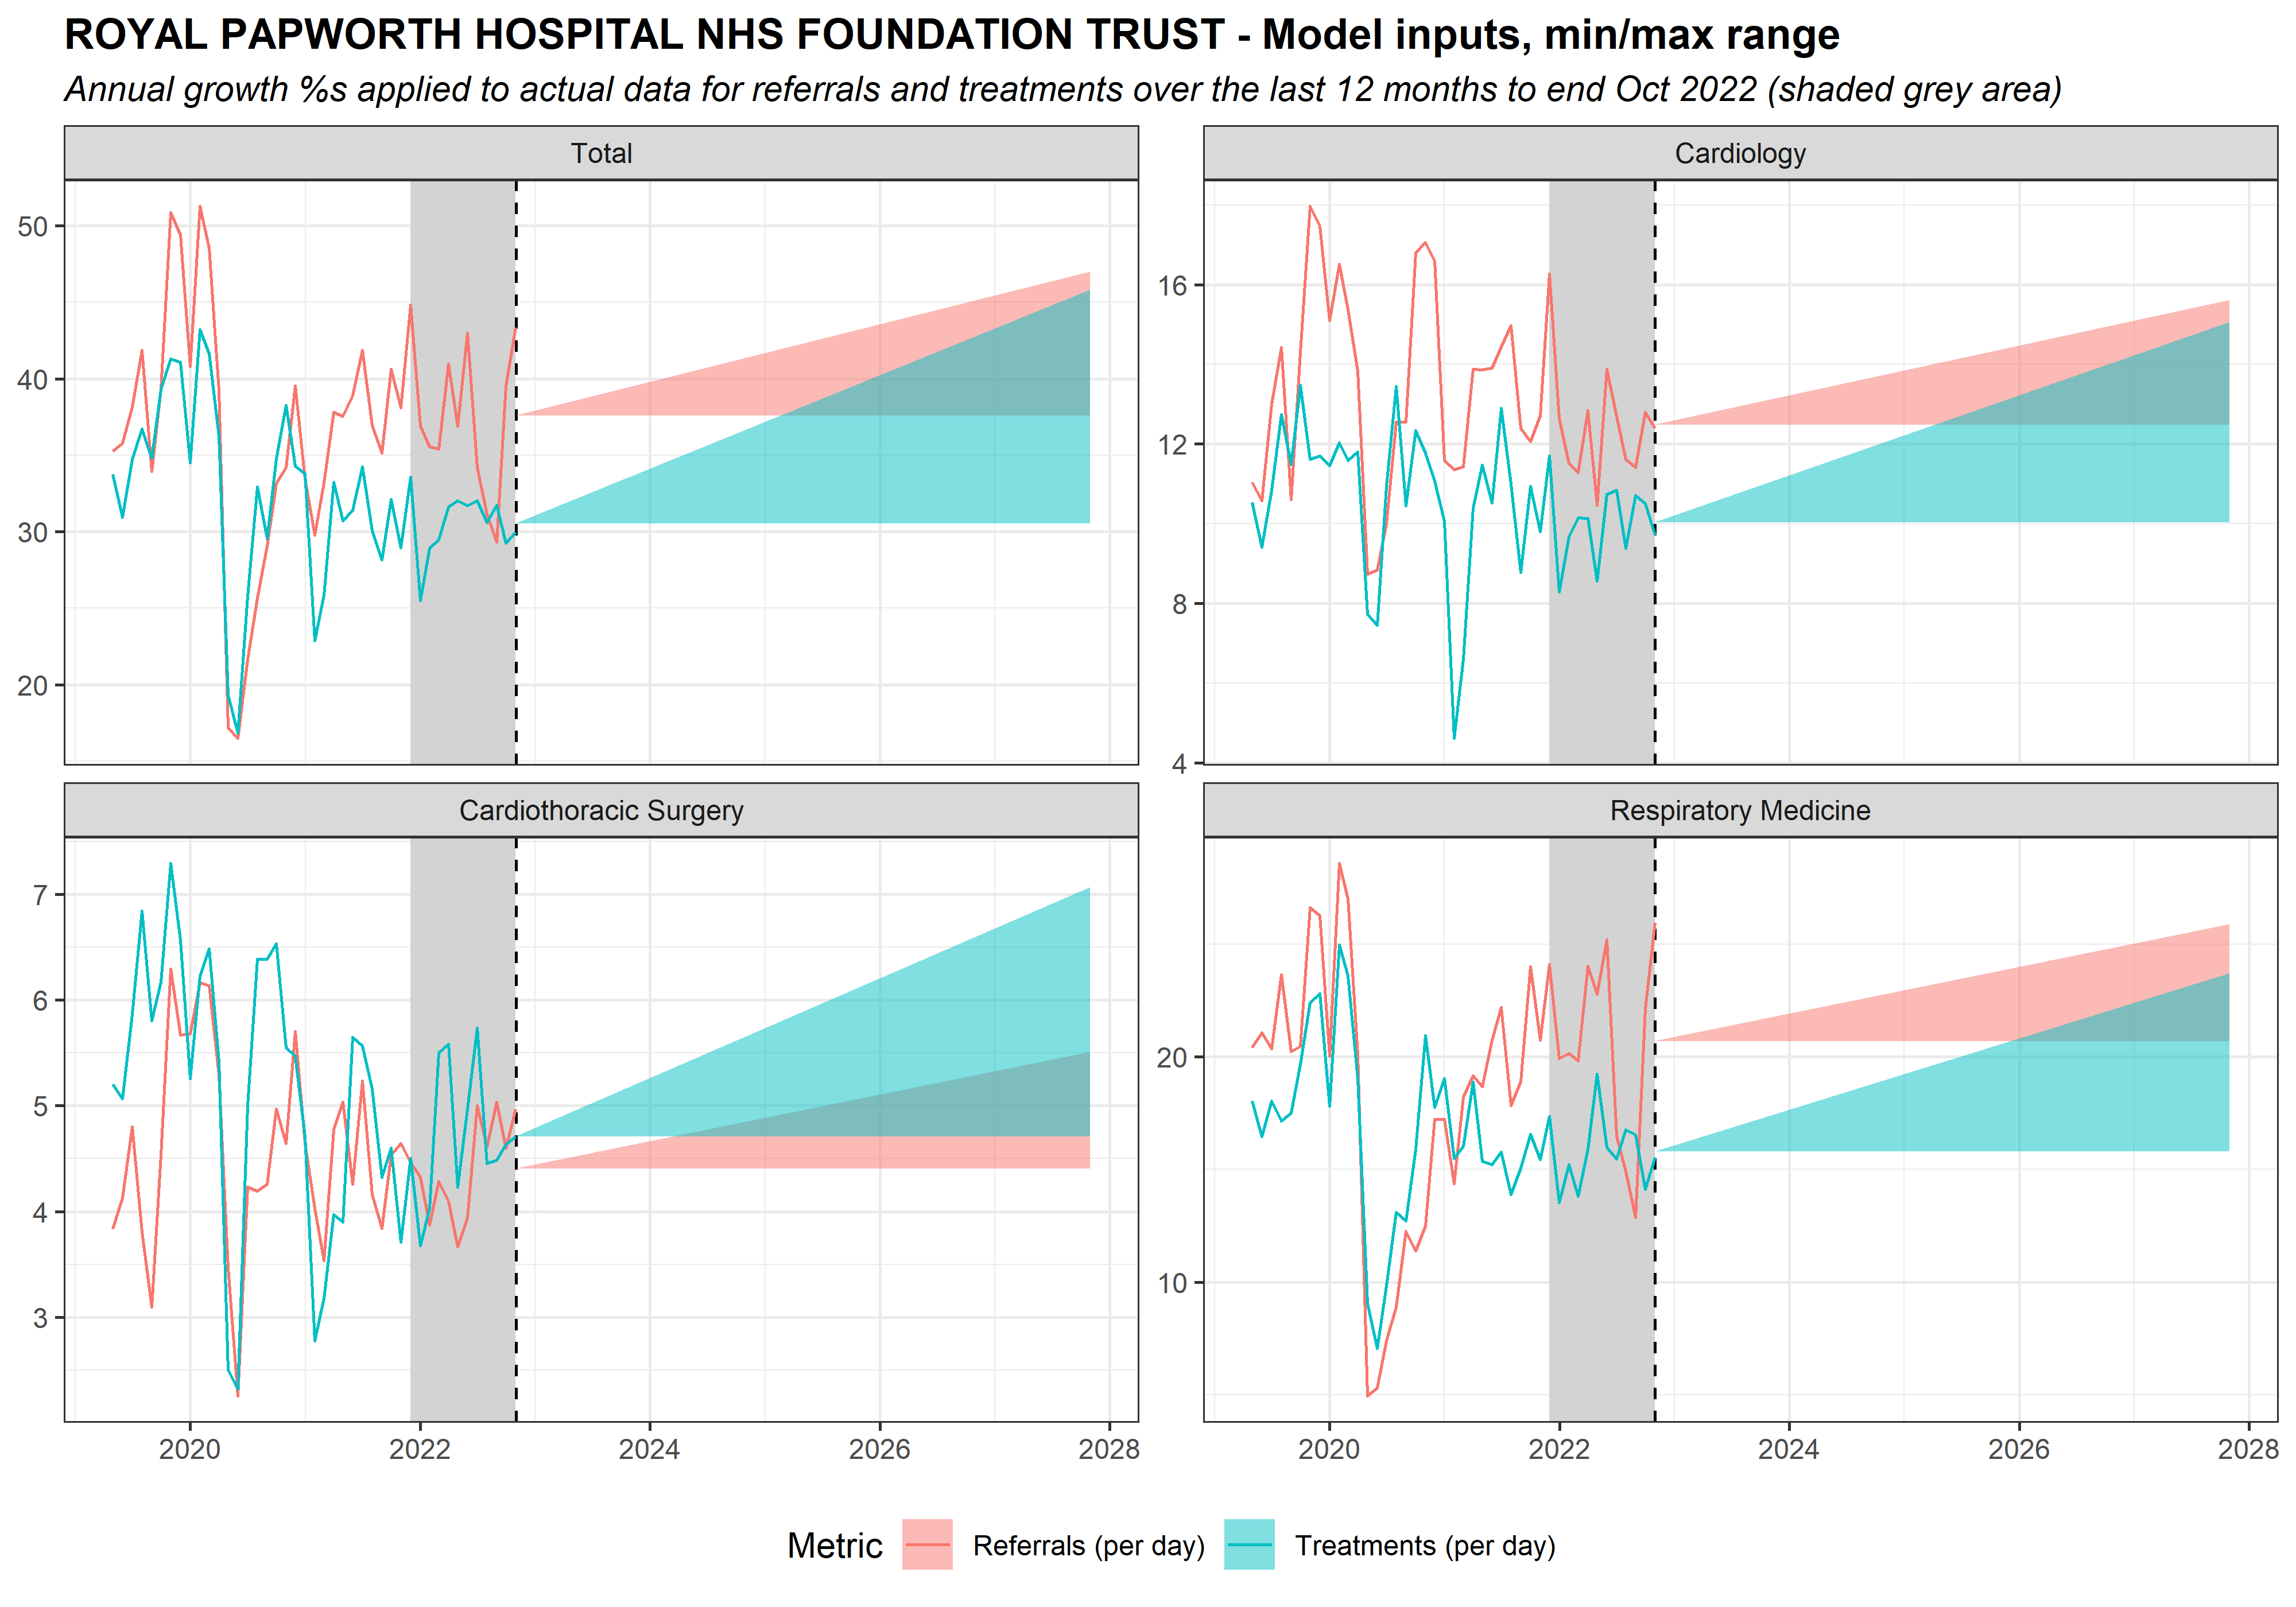 ROYAL PAPWORTH HOSPITAL NHS FOUNDATION TRUST - Model inputs, min/max range
Annual growth %s applied to actual data for referrals and treatments over the last 12 months to end Oct 2022 (shaded grey area)
Total
50
40
30
20
Cardiology
16
12
8
4
Cardiothoracic Surgery
7
6
5
4
3
2020 2022 2024 2026 2028
Respiratory Medicine
20
10
2020 2022 2024 2026 2028
Metric Referrals (per day) Treatments (per day)